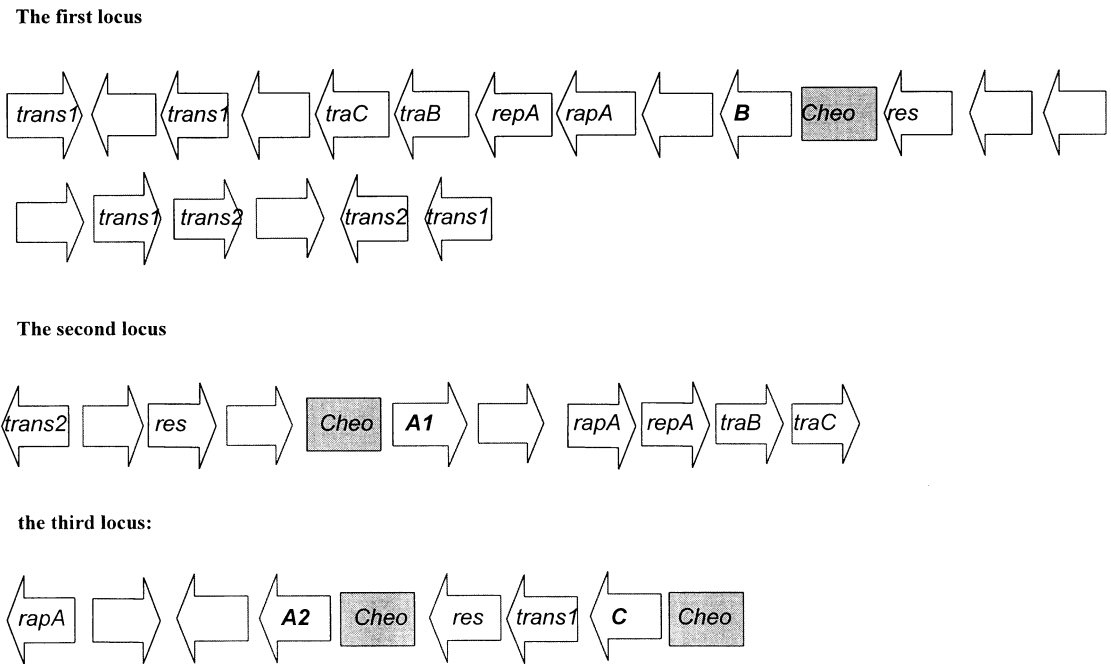 The first locus
trans1 trans1 traC traB repA rapA B Cheo res
trans1 trans2 trans2 trans1
The second locus
trans2 res Cheo A1 rapA repA traB traC
the third locus:
rapA A2 Cheo res trans1 C Cheo